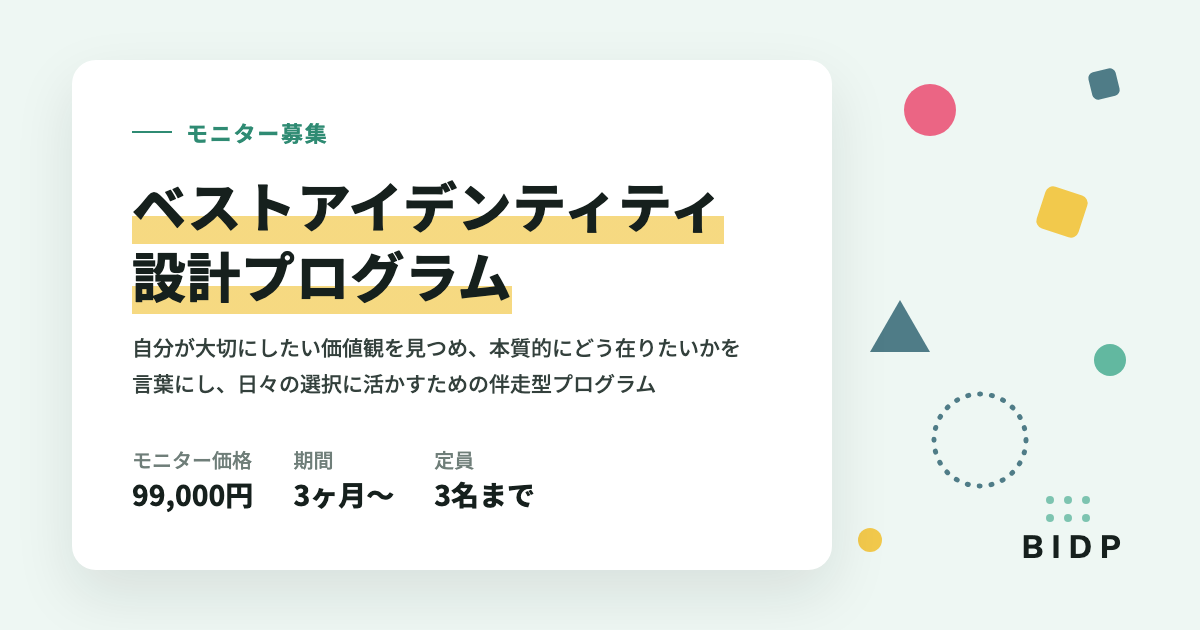 モニター募集
ベストアイデンティティ
設計プログラム
自分が大切にしたい価値観を見つめ、本質的にどう在りたいかを
言葉にし、日々の選択に活かすための伴走型プログラム
モニター価格 期間 定員
99,000円 3ヶ月〜 3名まで
BIDP